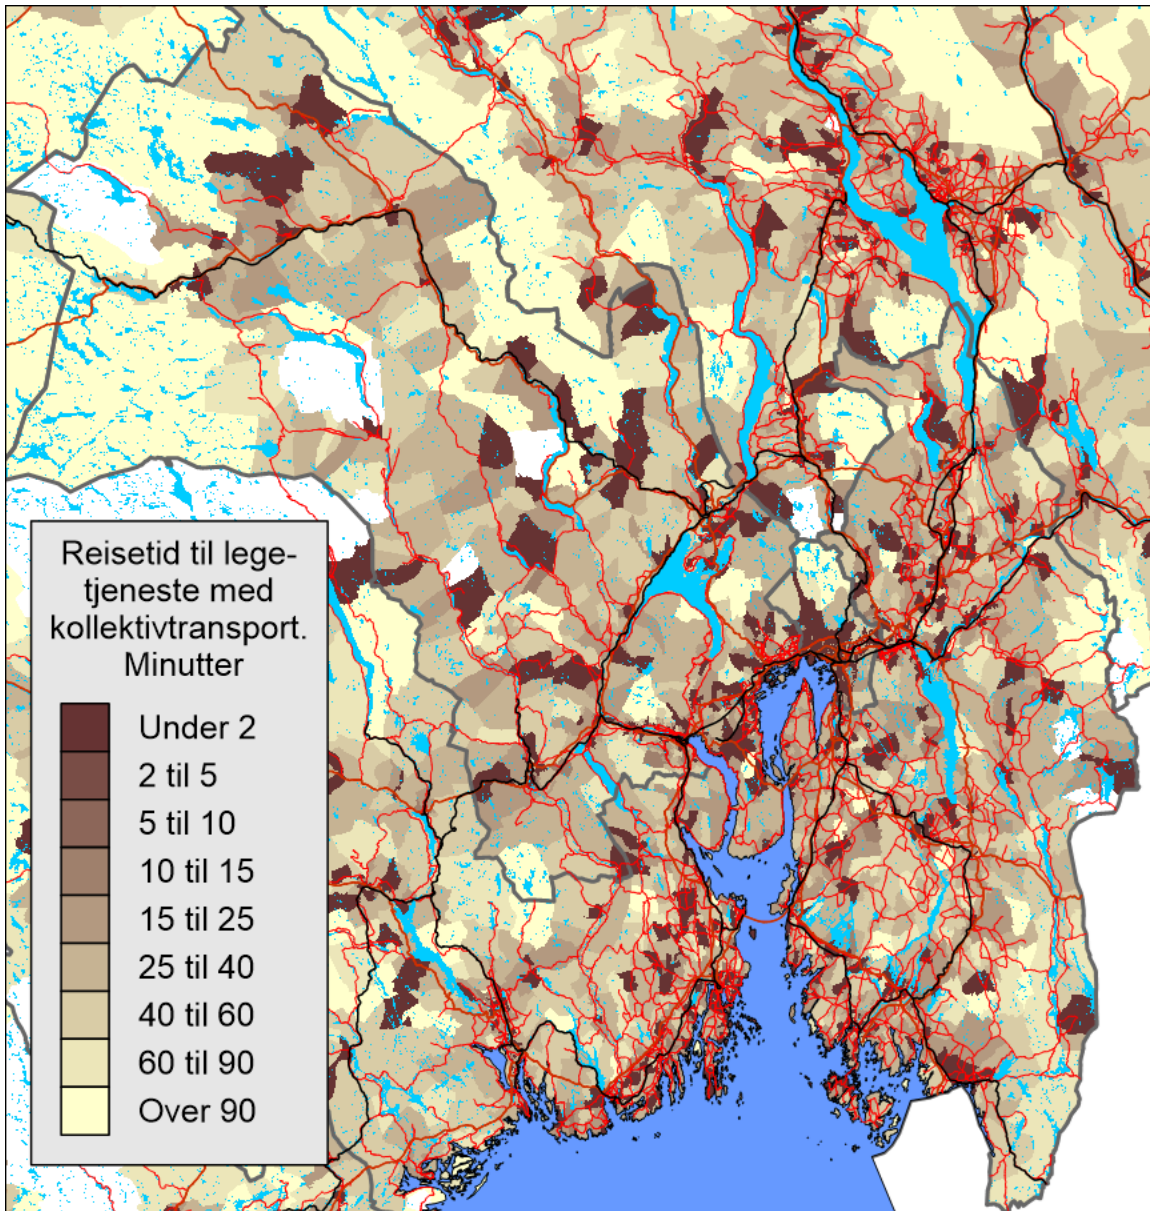 Reisetid til lege-
tjeneste med
kollektivtransport.
Minutter
Under 2
2 til 5
5 til 10
10 til 15
15 til 25
25 til 40
40 til 60
60 til 90
Over 90